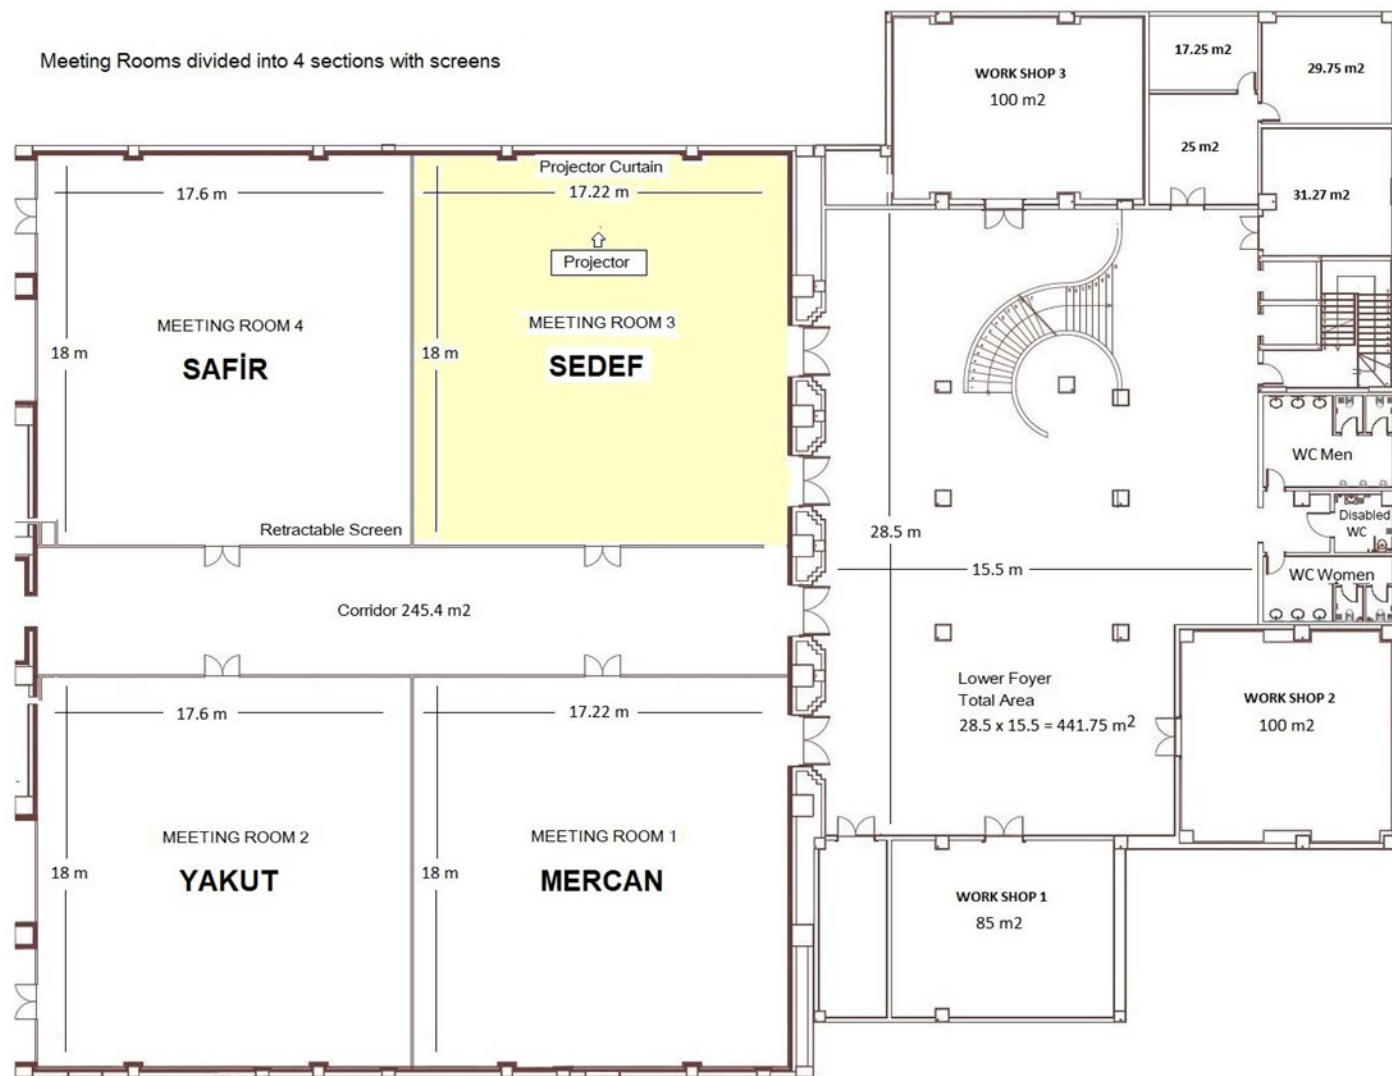 Meeting Rooms divided into 4 sections with screens
WORK SHOP 3
100 m2
17.25 m2
29.75 m2
25 m2
31.27 m2
17.6 m
Projector Curtain
17.22 m
Projector
MEETING ROOM 4
SAFİR
18 m
MEETING ROOM 3
SEDEF
18 m
Retractable Screen
WC Men
Disabled
WC
WC Women
28.5 m
15.5 m
Corridor 245.4 m2
Lower Foyer
Total Area
28.5 x 15.5 = 441.75 m2
WORK SHOP 2
100 m2
17.6 m
17.22 m
MEETING ROOM 2
YAKUT
18 m
MEETING ROOM 1
MERCAN
18 m
WORK SHOP 1
85 m2